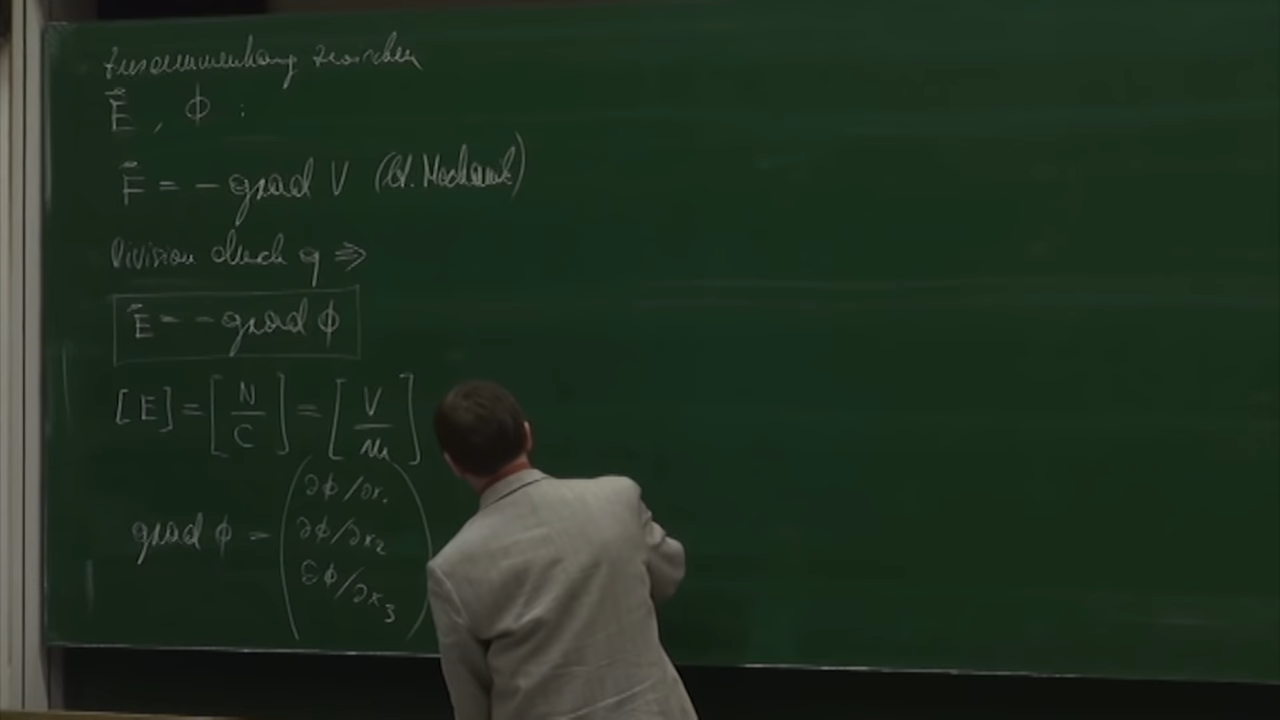 Zusammenhang zwischen
E⃗, ϕ :
F⃗ = - grad V (kl. Mechanik)
Division durch q ⇒
E⃗ = - grad ϕ
[E] = [N/C] = [V/m]
grad ϕ = (∂ϕ/∂x₁
∂ϕ/∂x₂
∂ϕ/∂x₃)